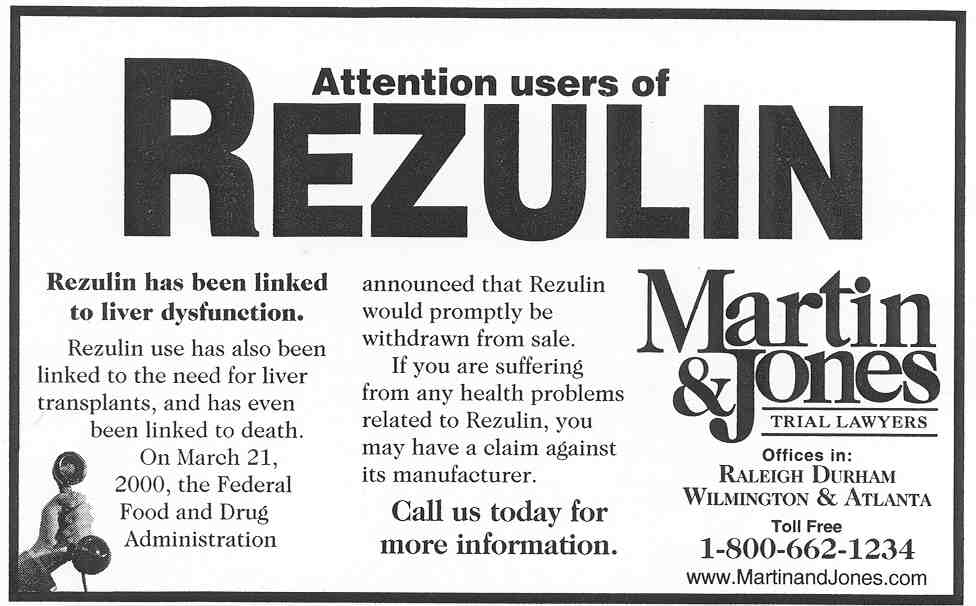 Attention users of
REZULIN
Rezulin has been linked
to liver dysfunction.
Rezulin use has also been
linked to the need for liver
transplants, and has even
been linked to death.
On March 21,
2000, the Federal
Food and Drug
Administration
announced that Rezulin
would promptly be
withdrawn from sale.
If you are suffering
from any health problems
related to Rezulin, you
may have a claim against
its manufacturer.
Call us today for
more information.
Martin
&Jones
TRIAL LAWYERS
Offices in:
RALEIGH DURHAM
WILMINGTON & ATLANTA
Toll Free
1-800-662-1234
www.MartinandJones.com